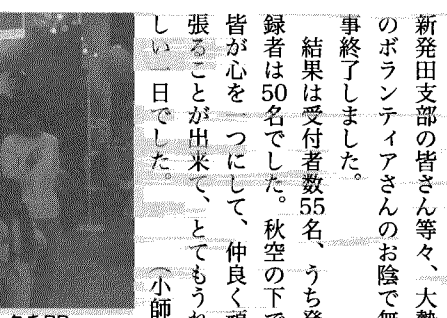 新発田支部の皆さん等々、大勢
のボランティアさんのお陰で無
事終了しました。
結果は受付者数55名、うち登
録者は50名でした。秋空の下で
皆が心を一つにして、仲良く頑
張ることが出来て、とてもうれ
しい一日でした。（小師